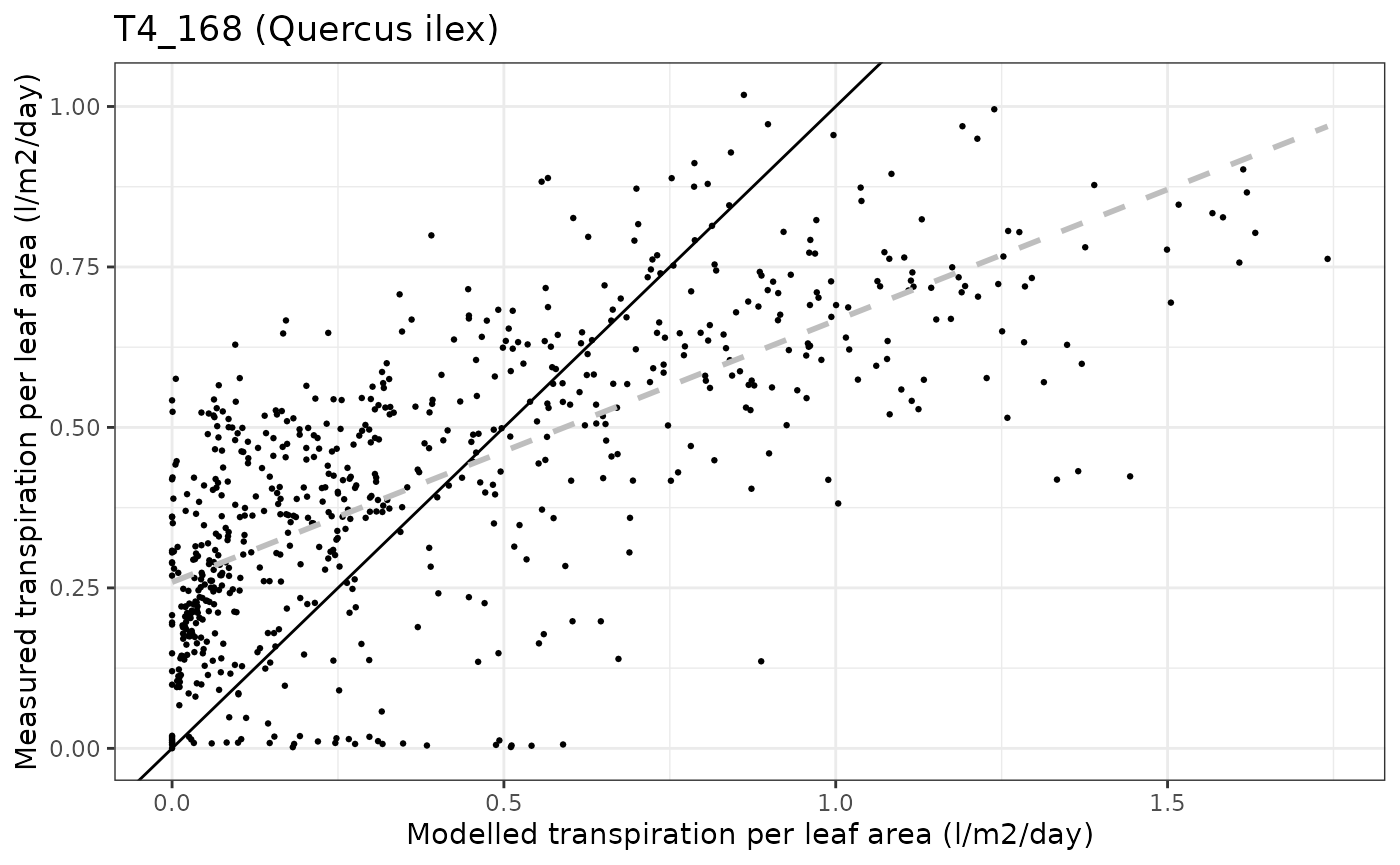 T4_168 (Quercus ilex)
Measured transpiration per leaf area (l/m2/day)
1.00
0.75
0.50
0.25
0.00
0.0 0.5 1.0 1.5
Modelled transpiration per leaf area (l/m2/day)